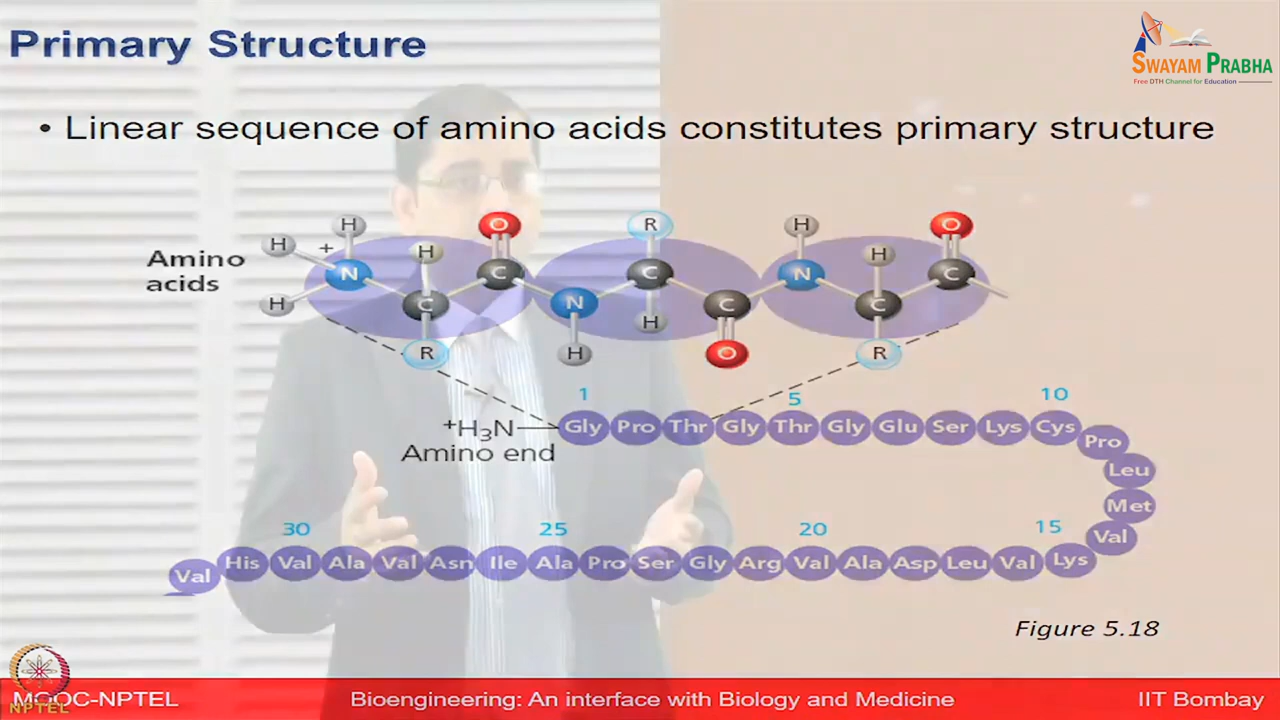 Primary Structure
SWAYAM PRABHA
Free DTH Channel for Education
• Linear sequence of amino acids constitutes primary structure
H H + N H H C R C O N H R C H C O H N H C R C O
Amino
acids
1 5 10
+H3N Gly Pro Thr Gly Thr Gly Glu Ser Lys Cys
Amino end
Pro
Leu
Met
Val
30 25 20 15
Val His Val Ala Val Asn Ile Ala Pro Ser Gly Arg Val Ala Asp Leu Val Lys
Figure 5.18
MOOC-NPTEL Bioengineering: An interface with Biology and Medicine IIT Bombay
NPTEL